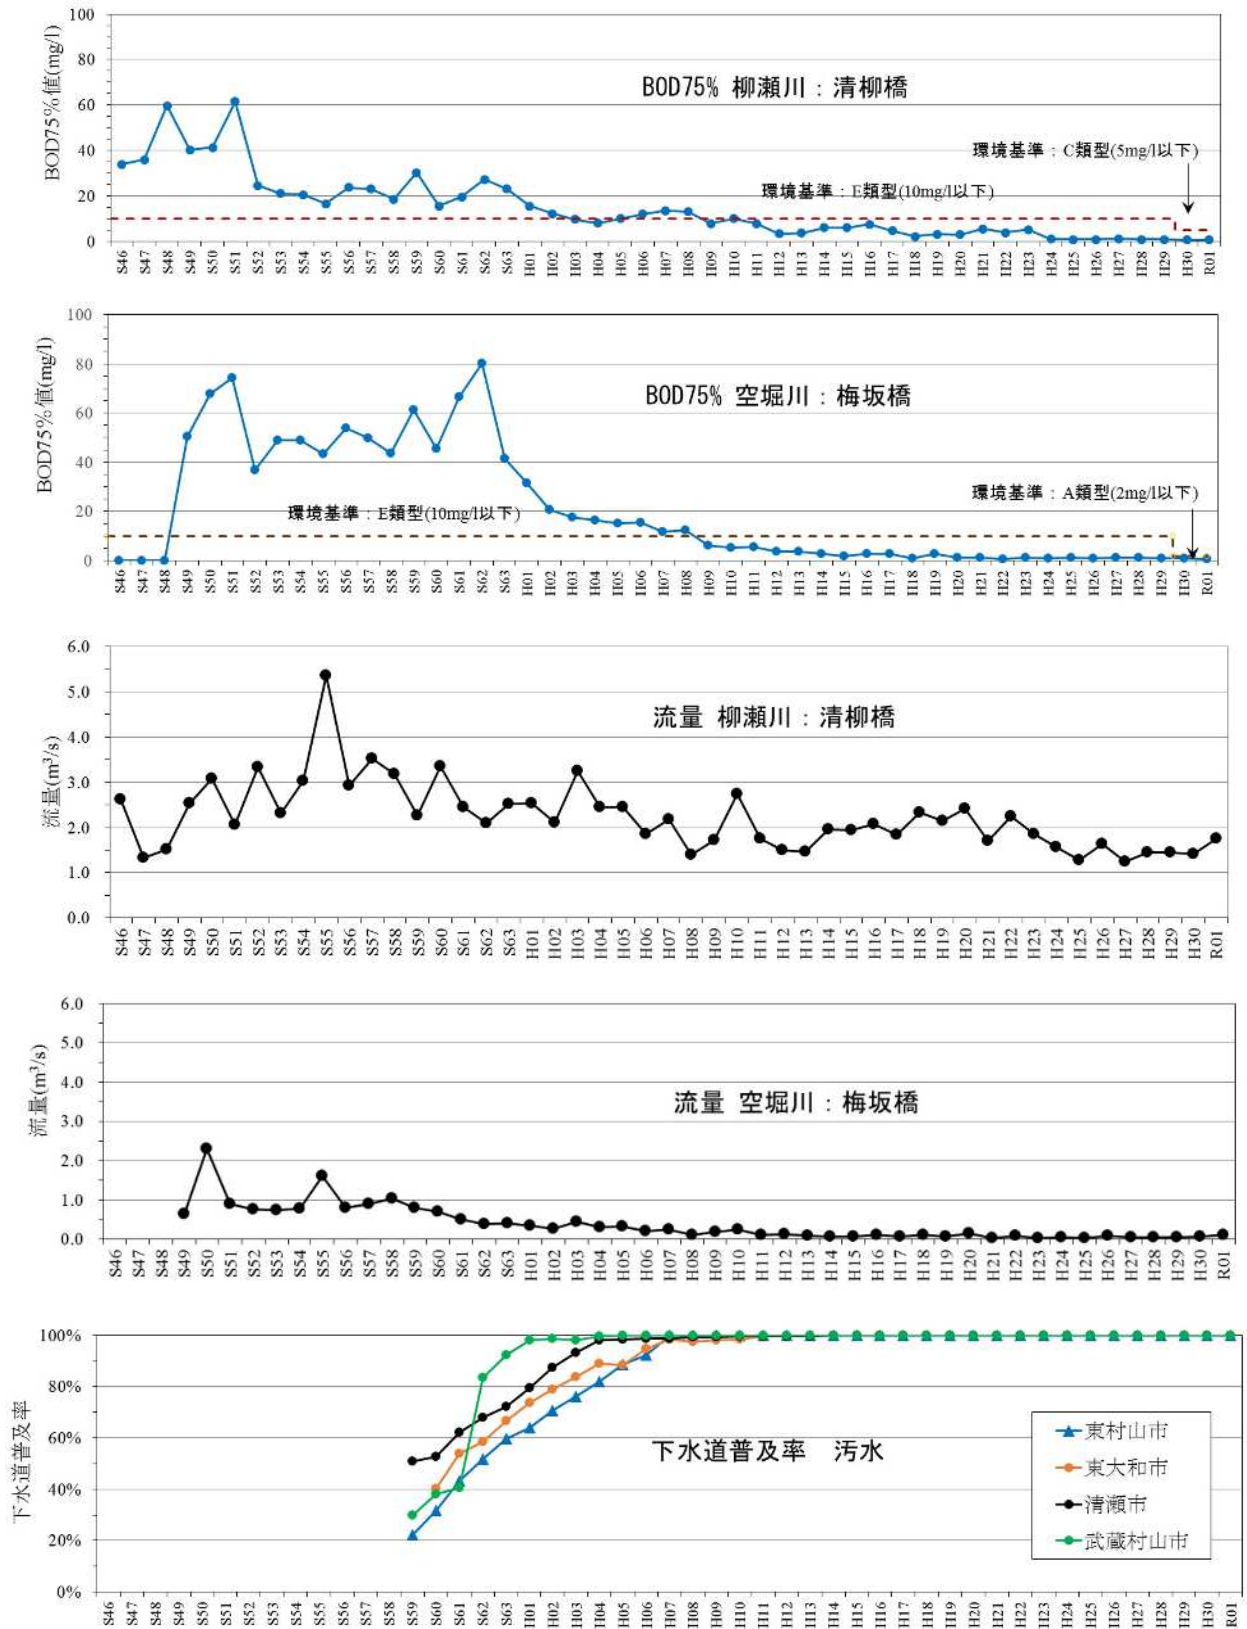 BOD75%値(mg/l)
100
80
60
40
20
0
BOD75% 柳瀬川：清柳橋
環境基準：C類型(5mg/l以下)
環境基準：E類型(10mg/l以下)
S46 S47 S48 S49 S50 S51 S52 S53 S54 S55 S56 S57 S58 S59 S60 S61 S62 S63 H01 H02 H03 H04 H05 H06 H07 H08 H09 H10 H11 H12 H13 H14 H15 H16 H17 H18 H19 H20 H21 H22 H23 H24 H25 H26 H27 H28 H29 H30 R01
BOD75%値(mg/l)
100
80
60
40
20
0
BOD75% 空堀川：梅坂橋
環境基準：A類型(2mg/l以下)
環境基準：E類型(10mg/l以下)
S46 S47 S48 S49 S50 S51 S52 S53 S54 S55 S56 S57 S58 S59 S60 S61 S62 S63 H01 H02 H03 H04 H05 H06 H07 H08 H09 H10 H11 H12 H13 H14 H15 H16 H17 H18 H19 H20 H21 H22 H23 H24 H25 H26 H27 H28 H29 H30 R01
流量(m³/s)
6.0
5.0
4.0
3.0
2.0
1.0
0.0
流量 柳瀬川：清柳橋
S46 S47 S48 S49 S50 S51 S52 S53 S54 S55 S56 S57 S58 S59 S60 S61 S62 S63 H01 H02 H03 H04 H05 H06 H07 H08 H09 H10 H11 H12 H13 H14 H15 H16 H17 H18 H19 H20 H21 H22 H23 H24 H25 H26 H27 H28 H29 H30 R01
流量(m³/s)
6.0
5.0
4.0
3.0
2.0
1.0
0.0
流量 空堀川：梅坂橋
S46 S47 S48 S49 S50 S51 S52 S53 S54 S55 S56 S57 S58 S59 S60 S61 S62 S63 H01 H02 H03 H04 H05 H06 H07 H08 H09 H10 H11 H12 H13 H14 H15 H16 H17 H18 H19 H20 H21 H22 H23 H24 H25 H26 H27 H28 H29 H30 R01
下水道普及率
100%
80%
60%
40%
20%
0%
下水道普及率 汚水
東村山市
東大和市
清瀬市
武蔵村山市
S46 S47 S48 S49 S50 S51 S52 S53 S54 S55 S56 S57 S58 S59 S60 S61 S62 S63 H01 H02 H03 H04 H05 H06 H07 H08 H09 H10 H11 H12 H13 H14 H15 H16 H17 H18 H19 H20 H21 H22 H23 H24 H25 H26 H27 H28 H29 H30 R01